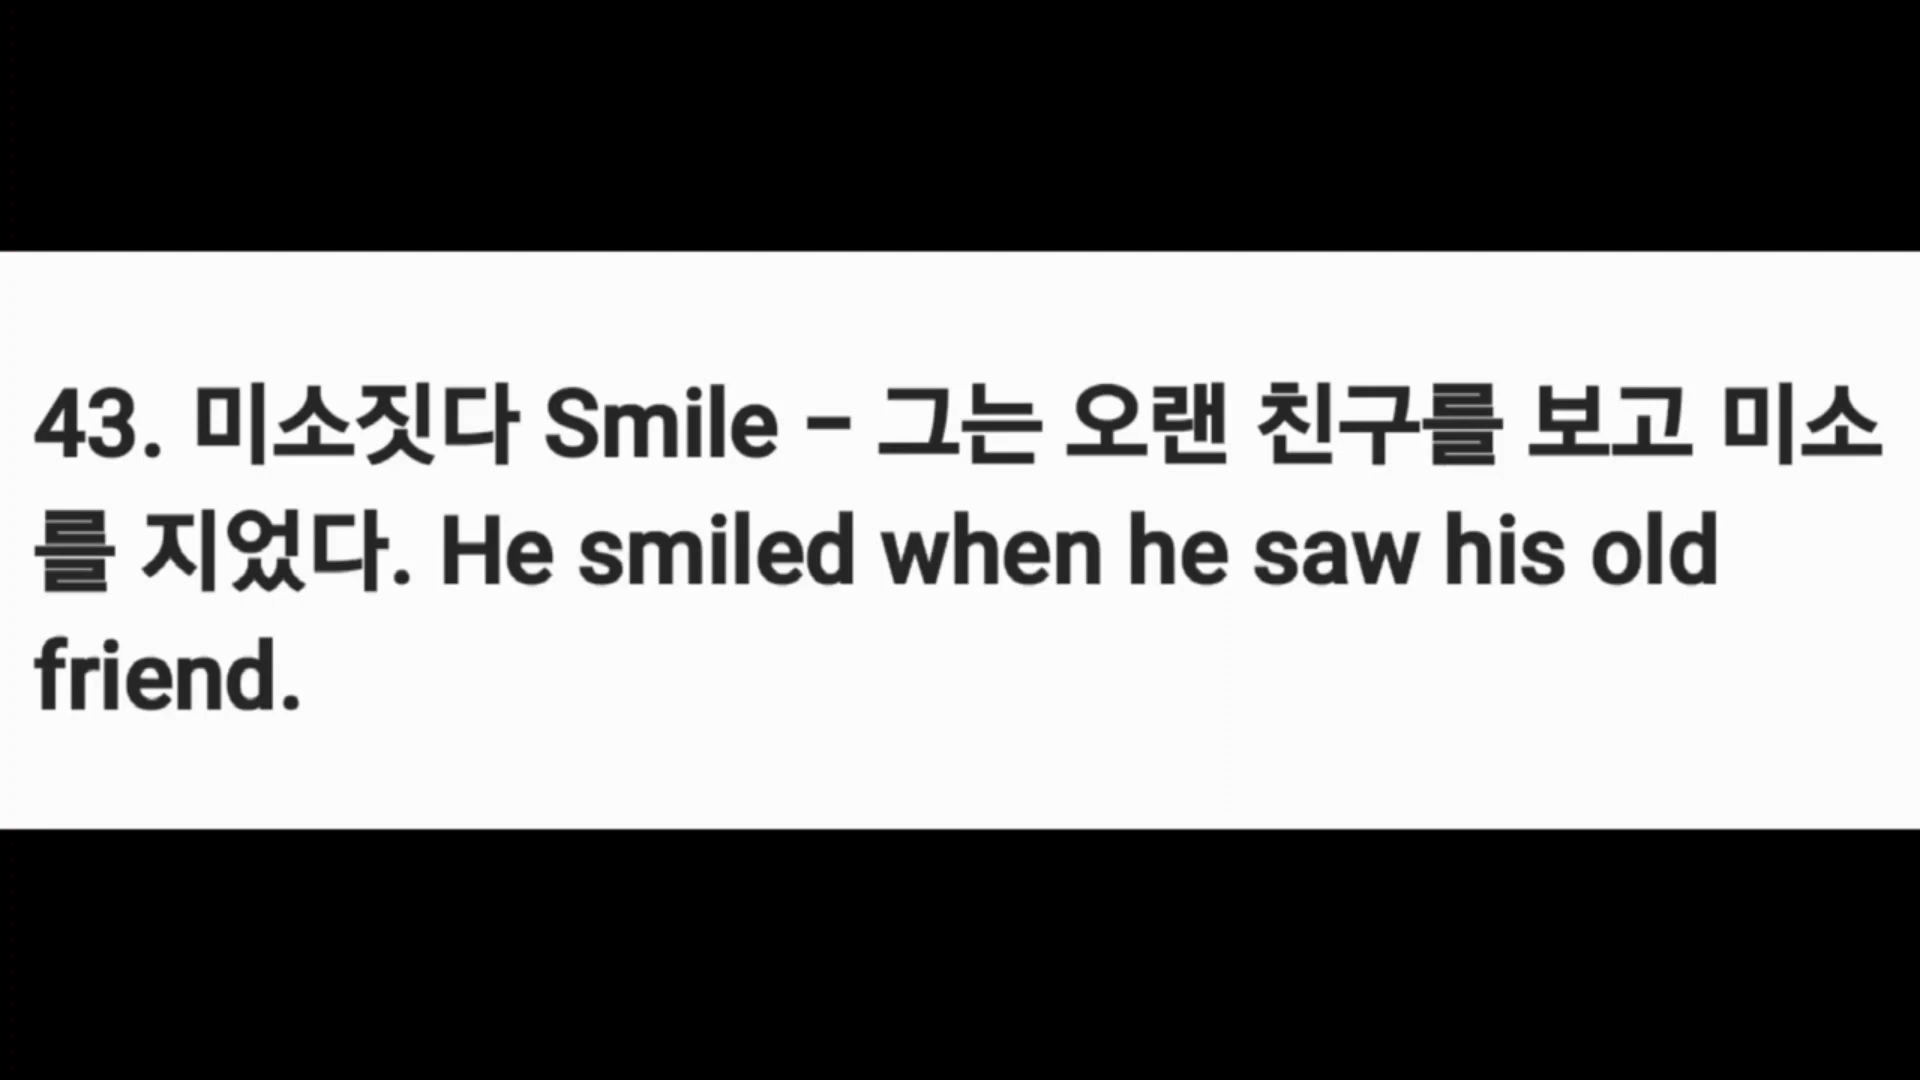 43. 미소짓다 Smile - 그는 오랜 친구를 보고 미소
를 지었다. He smiled when he saw his old
friend.